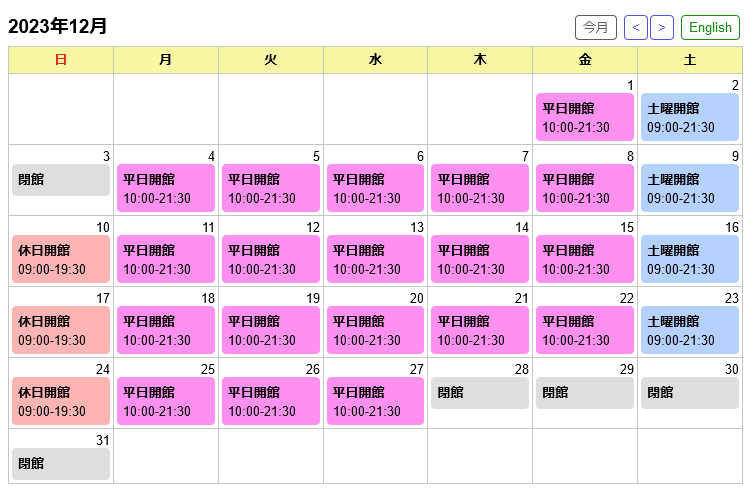 2023年12月 今月 < > English
日 月 火 水 木 金 土
1 2
平日開館 土曜開館
10:00-21:30 09:00-21:30
3 4 5 6 7 8 9
閉館 平日開館 平日開館 平日開館 平日開館 平日開館 土曜開館
10:00-21:30 10:00-21:30 10:00-21:30 10:00-21:30 10:00-21:30 09:00-21:30
10 11 12 13 14 15 16
休日開館 平日開館 平日開館 平日開館 平日開館 平日開館 土曜開館
09:00-19:30 10:00-21:30 10:00-21:30 10:00-21:30 10:00-21:30 10:00-21:30 09:00-21:30
17 18 19 20 21 22 23
休日開館 平日開館 平日開館 平日開館 平日開館 平日開館 土曜開館
09:00-19:30 10:00-21:30 10:00-21:30 10:00-21:30 10:00-21:30 10:00-21:30 09:00-21:30
24 25 26 27 28 29 30
休日開館 平日開館 平日開館 平日開館 閉館 閉館 閉館
09:00-19:30 10:00-21:30 10:00-21:30 10:00-21:30
31
閉館